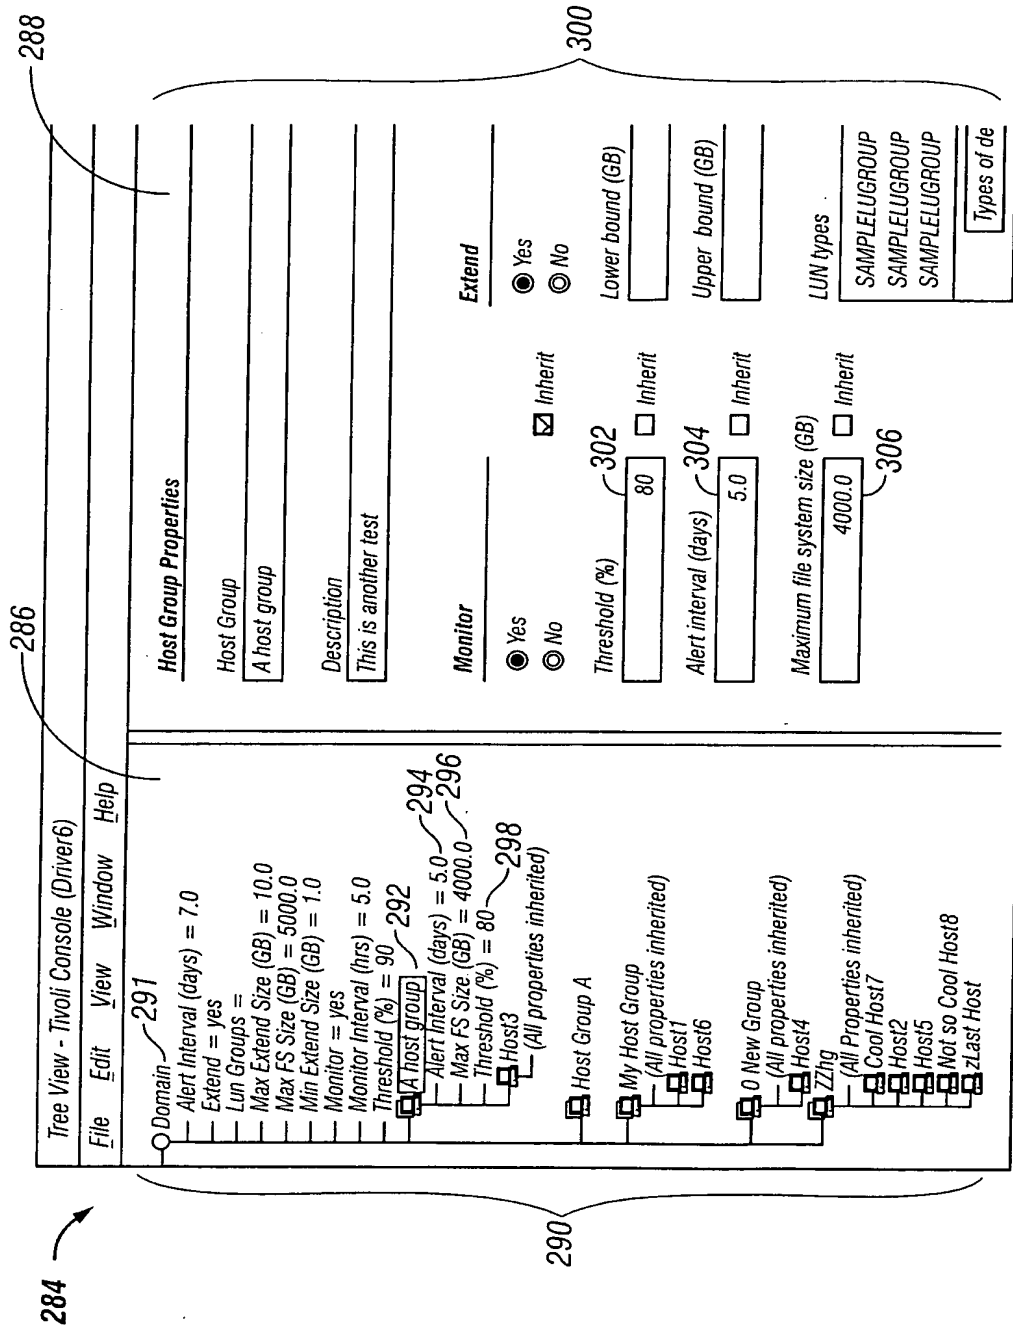 284
286
288
Tree View - Tivoli Console (Driver6)
File Edit View Window Help
290
Domain 291
Alert Interval (days) = 7.0
Extend = yes
Lun Groups =
Max Extend Size (GB) = 10.0
Max FS Size (GB) = 5000.0
Min Extend Size (GB) = 1.0
Monitor = yes
Monitor Interval (hrs) = 5.0
Threshold (%) = 90
A host group 292
Alert Interval (days) = 5.0 294
Max FS Size (GB) = 4000.0 296
Threshold (%) = 80 298
Host3
(All properties inherited)
Host Group A
My Host Group
(All properties inherited)
Host1
Host6
0 New Group
(All properties inherited)
Host4
ZZhg
(All Properties inherited)
Cool Host7
Host2
Host5
Not so Cool Host8
zLast Host
Host Group Properties
Host Group
A host group
Description
This is another test
Monitor
Yes
No
Inherit
Threshold (%) 302
80
Inherit
Alert interval (days) 304
5.0
Inherit
Maximum file system size (GB)
4000.0
Inherit
306
Extend
Yes
No
Lower bound (GB)
Upper bound (GB)
LUN types
SAMPLELUGROUP
SAMPLELUGROUP
SAMPLELUGROUP
Types of de
300